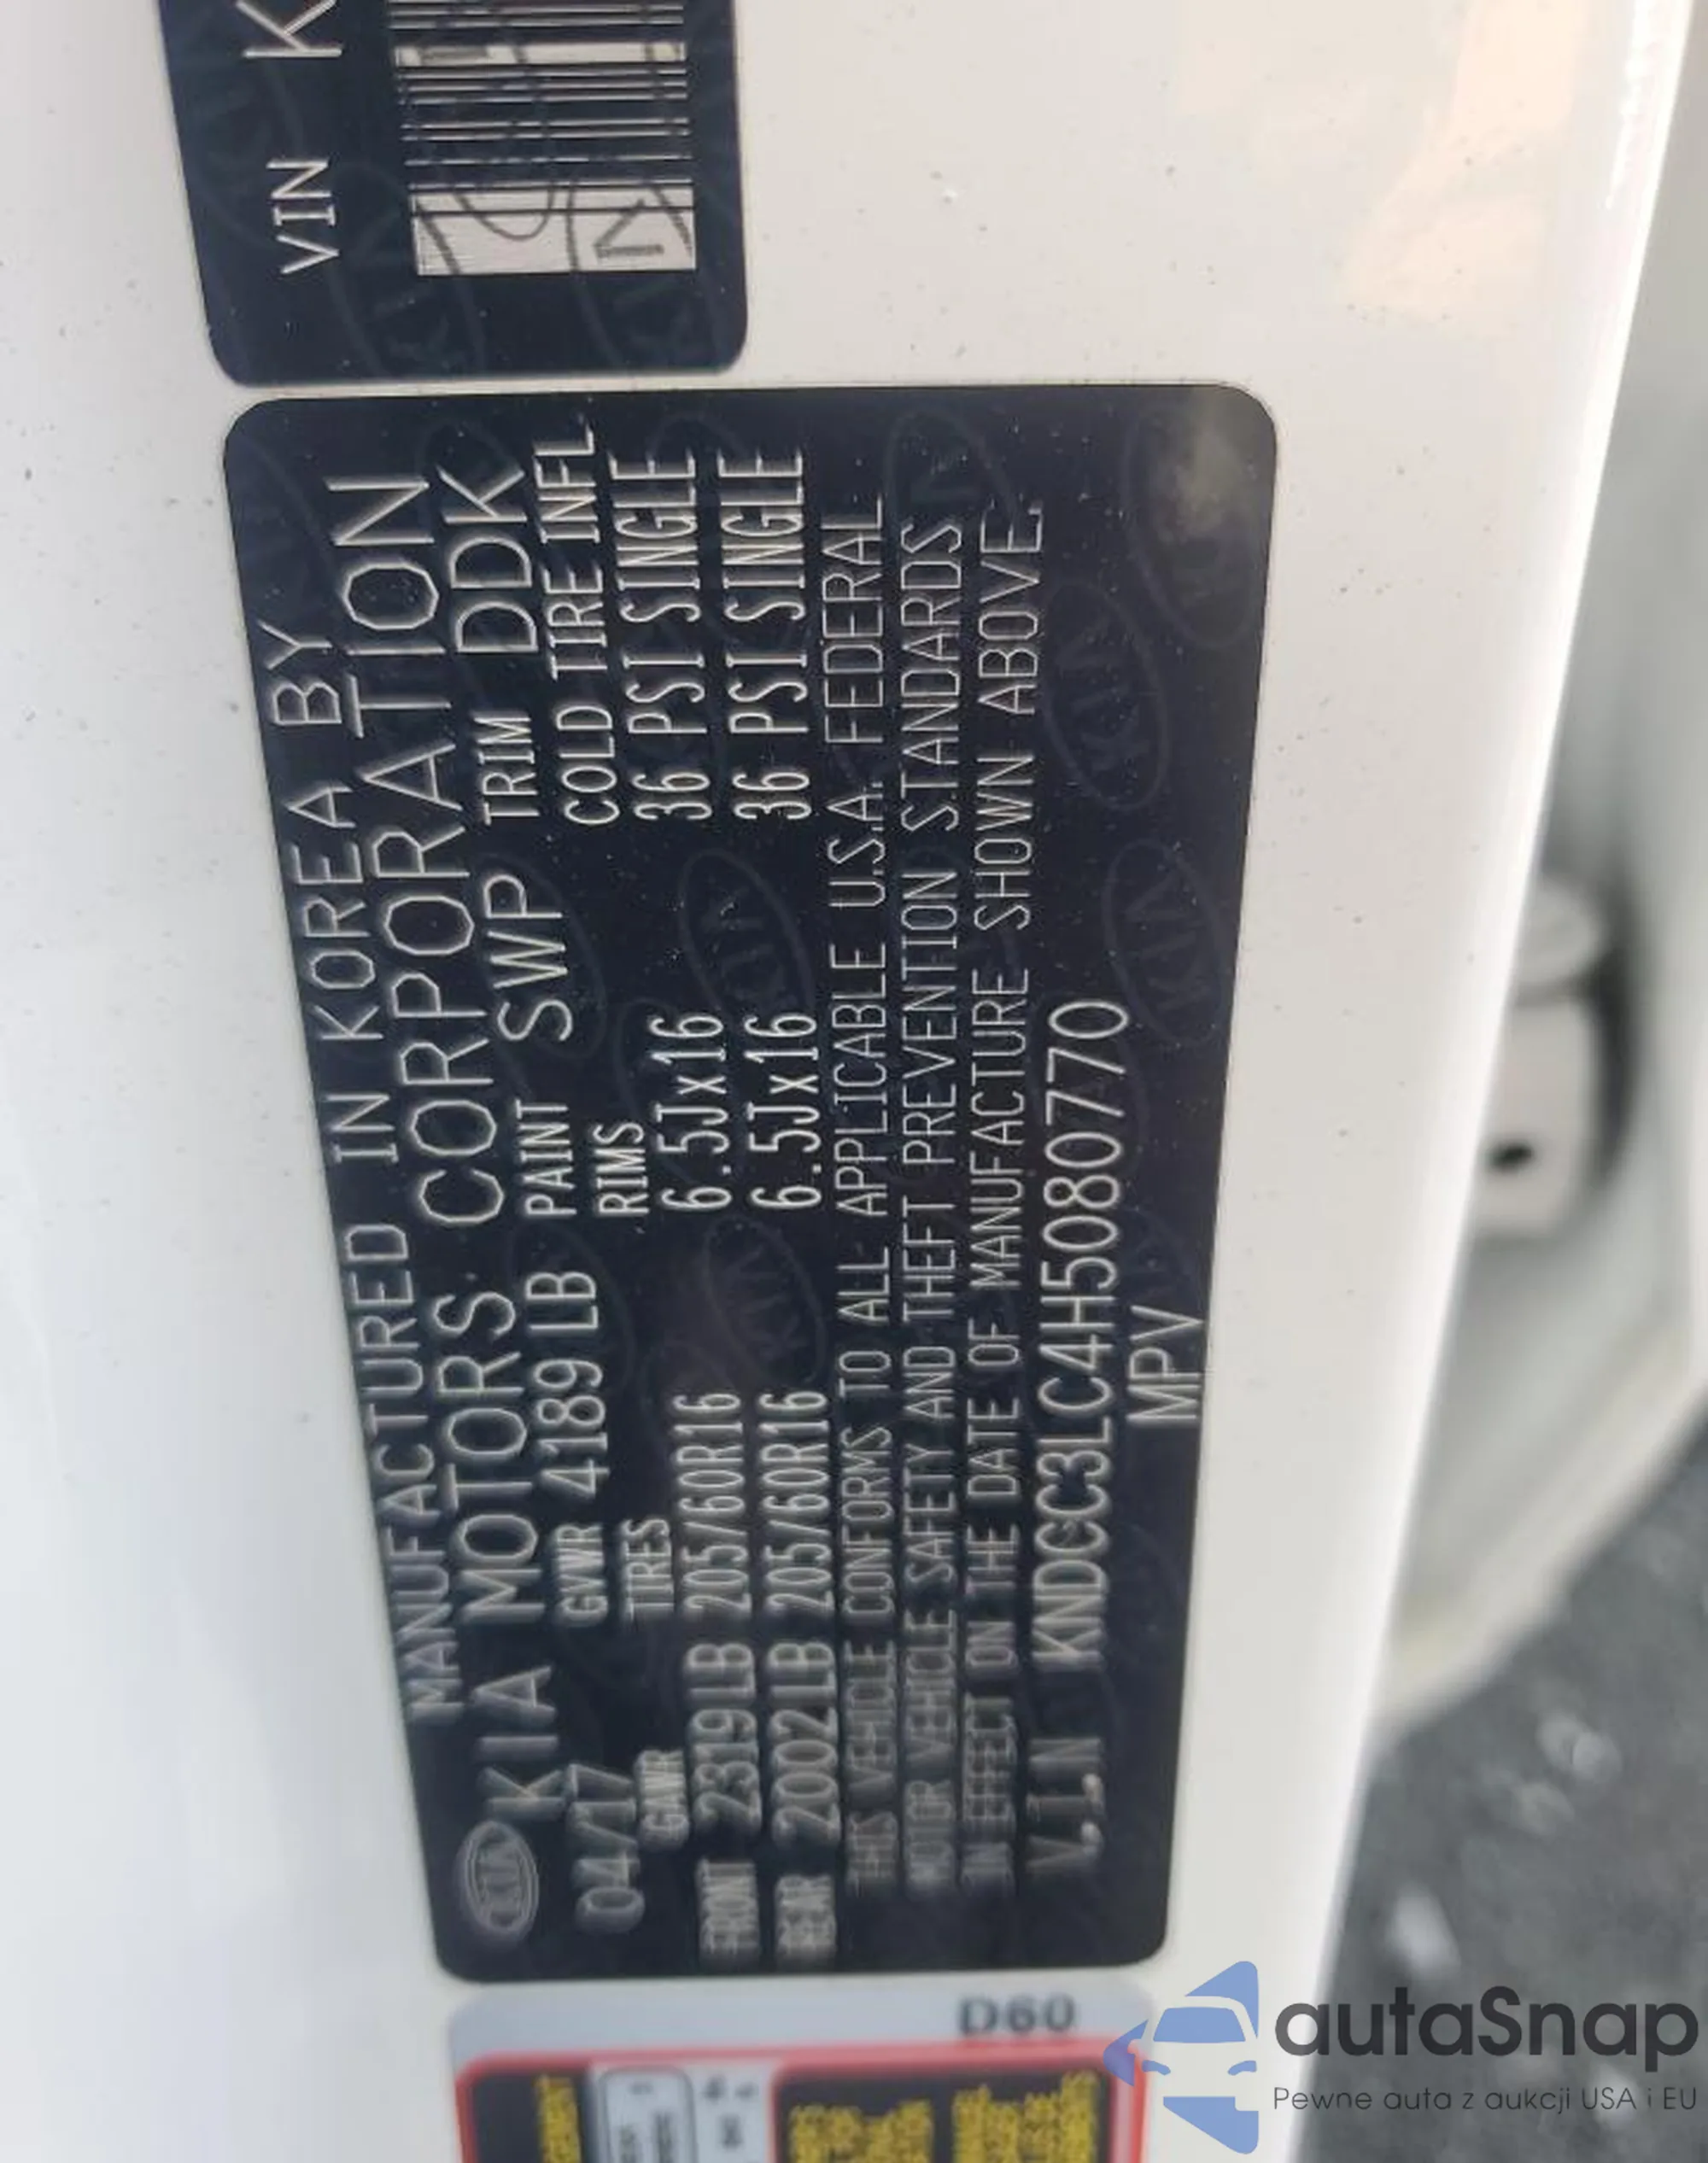 VIN K
MANUFACTURED IN KOREA BY
KIA
KIA MOTORS CORPORATION
04/17 GVWR 4189 LB PAINT SWP TRIM DDK
GAWR TIRES RIMS COLD TIRE INFL.
FRONT 2319LB 205/60R16 6.5Jx16 36 PSI SINGLE
REAR 2002LB 205/60R16 6.5Jx16 36 PSI SINGLE
THIS VEHICLE CONFORMS TO ALL APPLICABLE U.S.A. FEDERAL
MOTOR VEHICLE SAFETY AND THEFT PREVENTION STANDARDS
IN EFFECT ON THE DATE OF MANUFACTURE SHOWN ABOVE.
V.I.N KNDCC3LC4H5080770
MPV
D60
autaSnap
Pewne auta z aukcji USA i EU